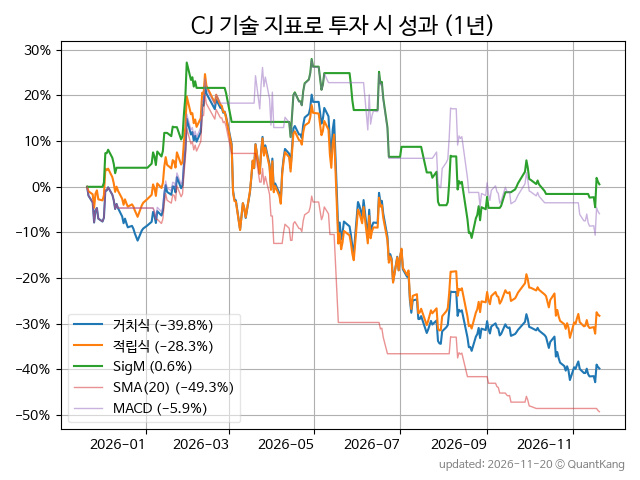 CJ 기술 지표로 투자 시 성과 (1년)
30%
20%
10%
0%
−10%
−20%
−30%
−40%
−50%
거치식 (−39.8%)
적립식 (−28.3%)
SigM (0.6%)
SMA(20) (−49.3%)
MACD (−5.9%)
2026-01 2026-03 2026-05 2026-07 2026-09 2026-11
updated: 2026-11-20 © QuantKang